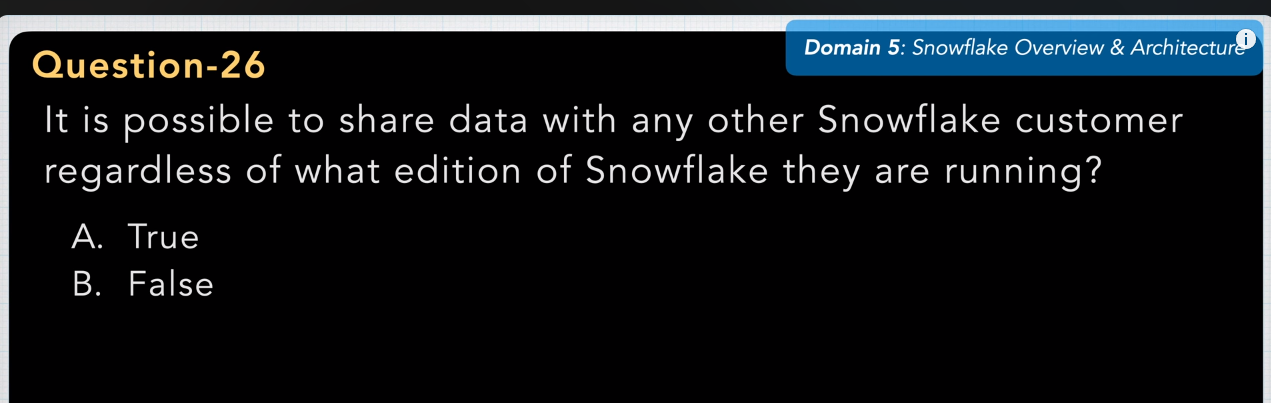 Domain 5: Snowflake Overview & Architecture
i
Question-26
It is possible to share data with any other Snowflake customer
regardless of what edition of Snowflake they are running?
A. True
B. False